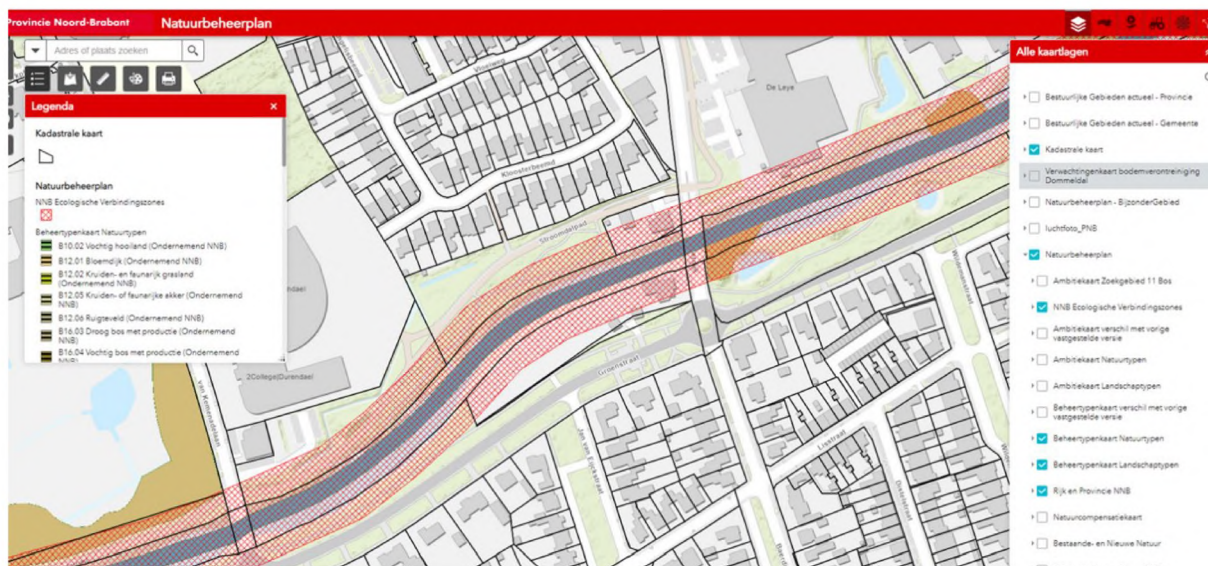 Provincie Noord-Brabant
Natuurbeheerplan
Adres of plaats zoeken
Legenda
Kadastrale kaart
Natuurbeheerplan
NNB Ecologische Verbindingszones
Beheertypenkaart Natuurtypen
B10.02 Vochtig hooiland (Ondernemend NNB)
B12.01 Bloemdijk (Ondernemend NNB)
B12.02 Kruiden- en faunarijk grasland
(Ondernemend NNB)
B12.05 Kruiden- of faunarijke akker (Ondernemend
NNB)
B12.06 Ruigteveld (Ondernemend NNB)
B16.03 Droog bos met productie (Ondernemend
NNB)
B16.04 Vochtig bos met productie (Ondernemend
NNB)
Vloeiweg
Kloosterbeemd
Stroomdalpad
De Leye
2College|Durendael
van Kemenadelaan
Groenstraat
Jan van Eijckstraat
Lisstraat
Alle kaartlagen
Bestuurlijke Gebieden actueel - Provincie
Bestuurlijke Gebieden actueel - Gemeente
Kadastrale kaart
Verwachtingenkaart bodemverontreiniging
Dommeldal
Natuurbeheerplan - BijzonderGebied
luchtfoto_PNB
Natuurbeheerplan
Ambitiekaart Zoekgebied 11 Bos
NNB Ecologische Verbindingszones
Ambitiekaart verschil met vorige
vastgestelde versie
Ambitiekaart Natuurtypen
Ambitiekaart Landschaptypen
Beheertypenkaart verschil met vorige
vastgestelde versie
Beheertypenkaart Natuurtypen
Beheertypenkaart Landschaptypen
Rijk en Provincie NNB
Natuurcompensatiekaart
Bestaande- en Nieuwe Natuur